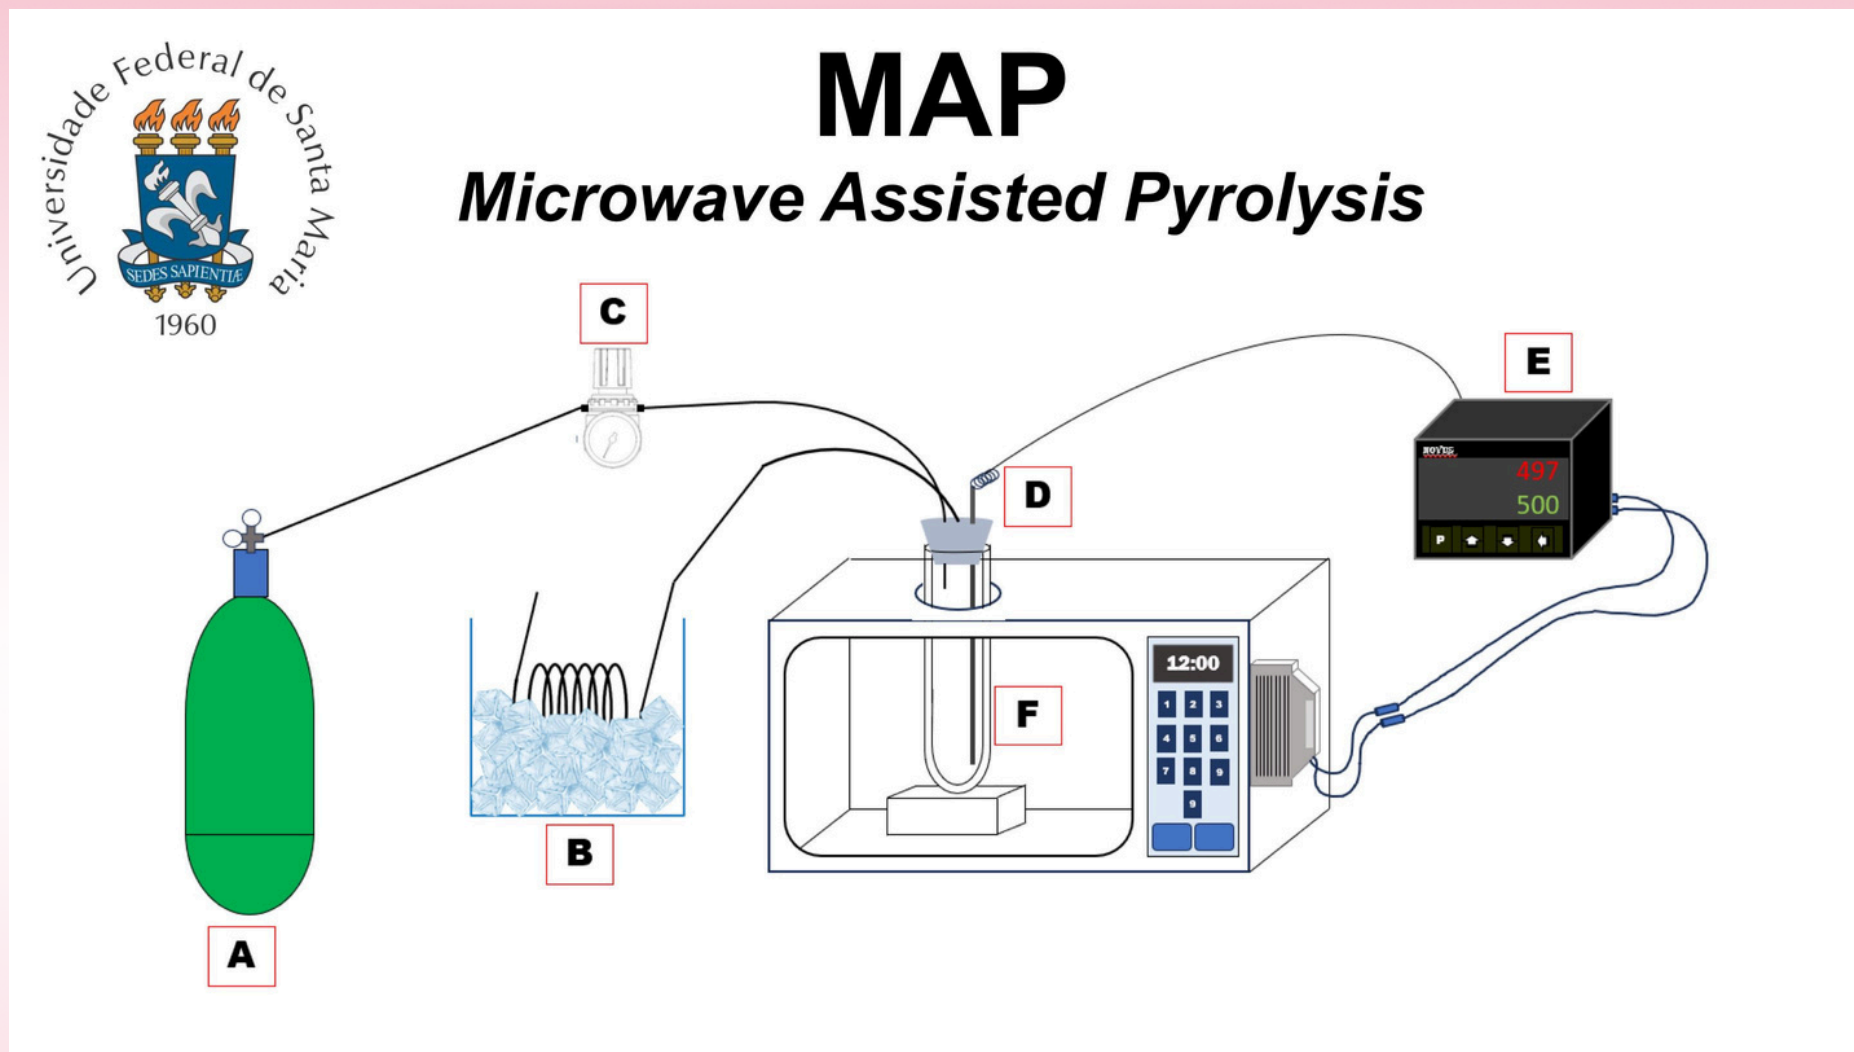 Universidade Federal de Santa Maria
SEDES SAPIENTIÆ
1960
MAP
Microwave Assisted Pyrolysis
C
E
NOVUS
497
500
P
D
12:00
1 2 3
4 5 6
7 8 9
9
F
B
A